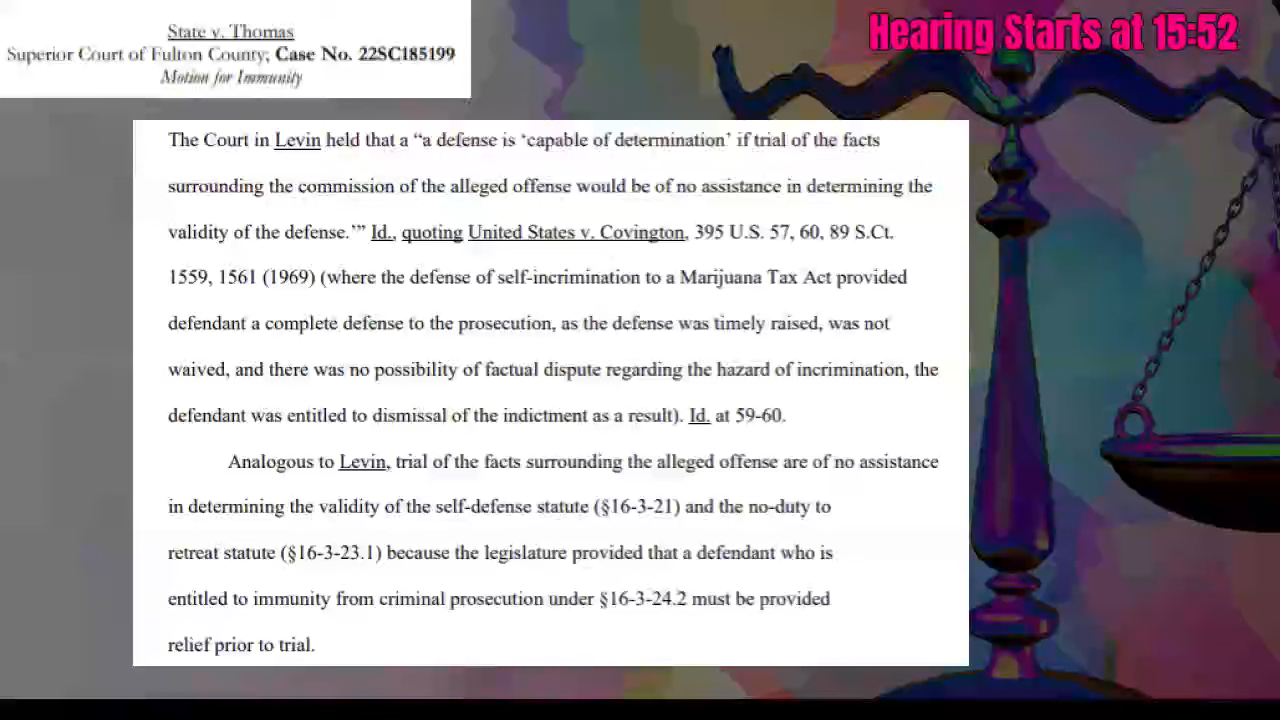 State v. Thomas
Superior Court of Fulton County; Case No. 22SC185199
Motion for Immunity
Hearing Starts at 15:52
The Court in Levin held that a “a defense is ‘capable of determination’ if trial of the facts
surrounding the commission of the alleged offense would be of no assistance in determining the
validity of the defense.’” Id., quoting United States v. Covington, 395 U.S. 57, 60, 89 S.Ct.
1559, 1561 (1969) (where the defense of self-incrimination to a Marijuana Tax Act provided
defendant a complete defense to the prosecution, as the defense was timely raised, was not
waived, and there was no possibility of factual dispute regarding the hazard of incrimination, the
defendant was entitled to dismissal of the indictment as a result). Id. at 59-60.
Analogous to Levin, trial of the facts surrounding the alleged offense are of no assistance
in determining the validity of the self-defense statute (§16-3-21) and the no-duty to
retreat statute (§16-3-23.1) because the legislature provided that a defendant who is
entitled to immunity from criminal prosecution under §16-3-24.2 must be provided
relief prior to trial.